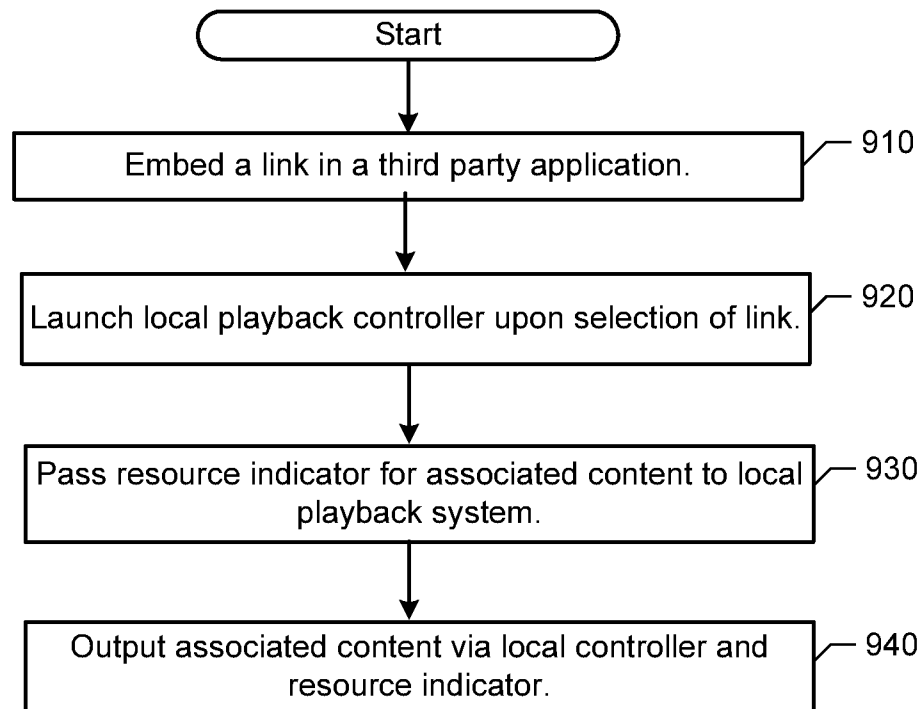 Start
Embed a link in a third party application.
910
Launch local playback controller upon selection of link.
920
Pass resource indicator for associated content to local
playback system.
930
Output associated content via local controller and
resource indicator.
940